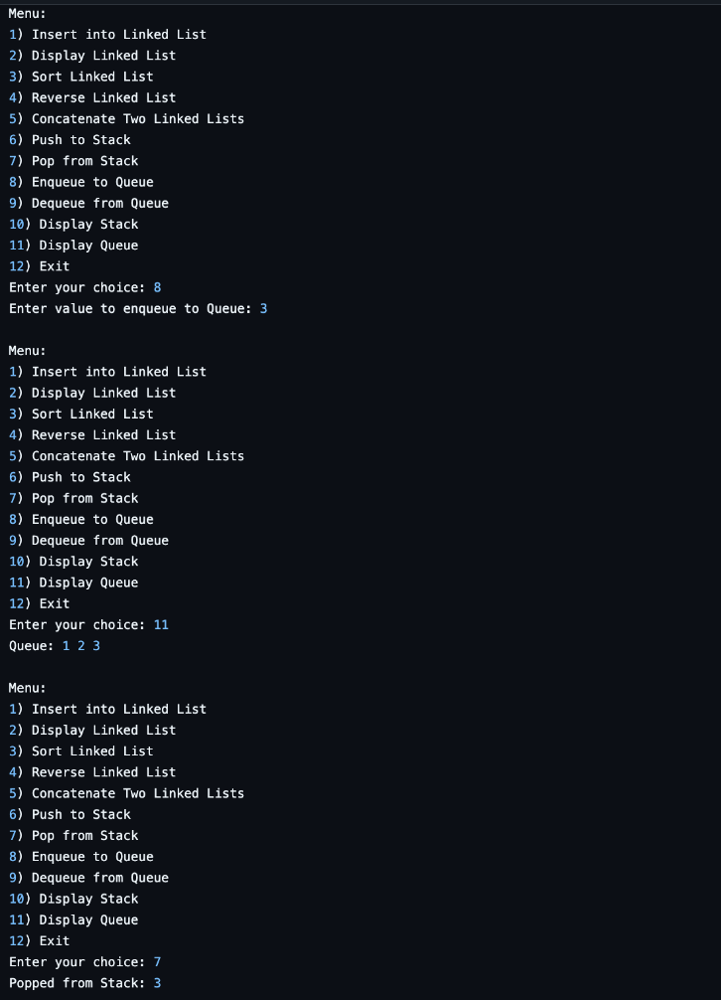 Menu:
1) Insert into Linked List
2) Display Linked List
3) Sort Linked List
4) Reverse Linked List
5) Concatenate Two Linked Lists
6) Push to Stack
7) Pop from Stack
8) Enqueue to Queue
9) Dequeue from Queue
10) Display Stack
11) Display Queue
12) Exit
Enter your choice: 8
Enter value to enqueue to Queue: 3

Menu:
1) Insert into Linked List
2) Display Linked List
3) Sort Linked List
4) Reverse Linked List
5) Concatenate Two Linked Lists
6) Push to Stack
7) Pop from Stack
8) Enqueue to Queue
9) Dequeue from Queue
10) Display Stack
11) Display Queue
12) Exit
Enter your choice: 11
Queue: 1 2 3

Menu:
1) Insert into Linked List
2) Display Linked List
3) Sort Linked List
4) Reverse Linked List
5) Concatenate Two Linked Lists
6) Push to Stack
7) Pop from Stack
8) Enqueue to Queue
9) Dequeue from Queue
10) Display Stack
11) Display Queue
12) Exit
Enter your choice: 7
Popped from Stack: 3